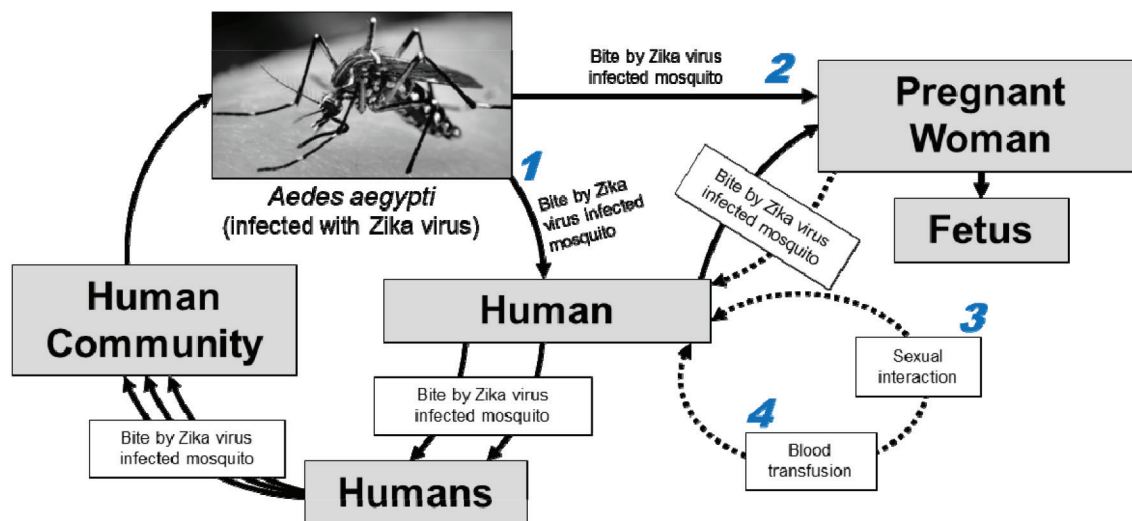 Bite by Zika virus
infected mosquito
2
Pregnant
Woman
1
Aedes aegypti
(infected with Zika virus)
Bite by Zika
virus infected
mosquito
Bite by Zika virus
infected mosquito
Fetus
Human
Community
Human
3
Sexual
interaction
Bite by Zika virus
infected mosquito
4
Blood
transfusion
Bite by Zika virus
infected mosquito
Humans